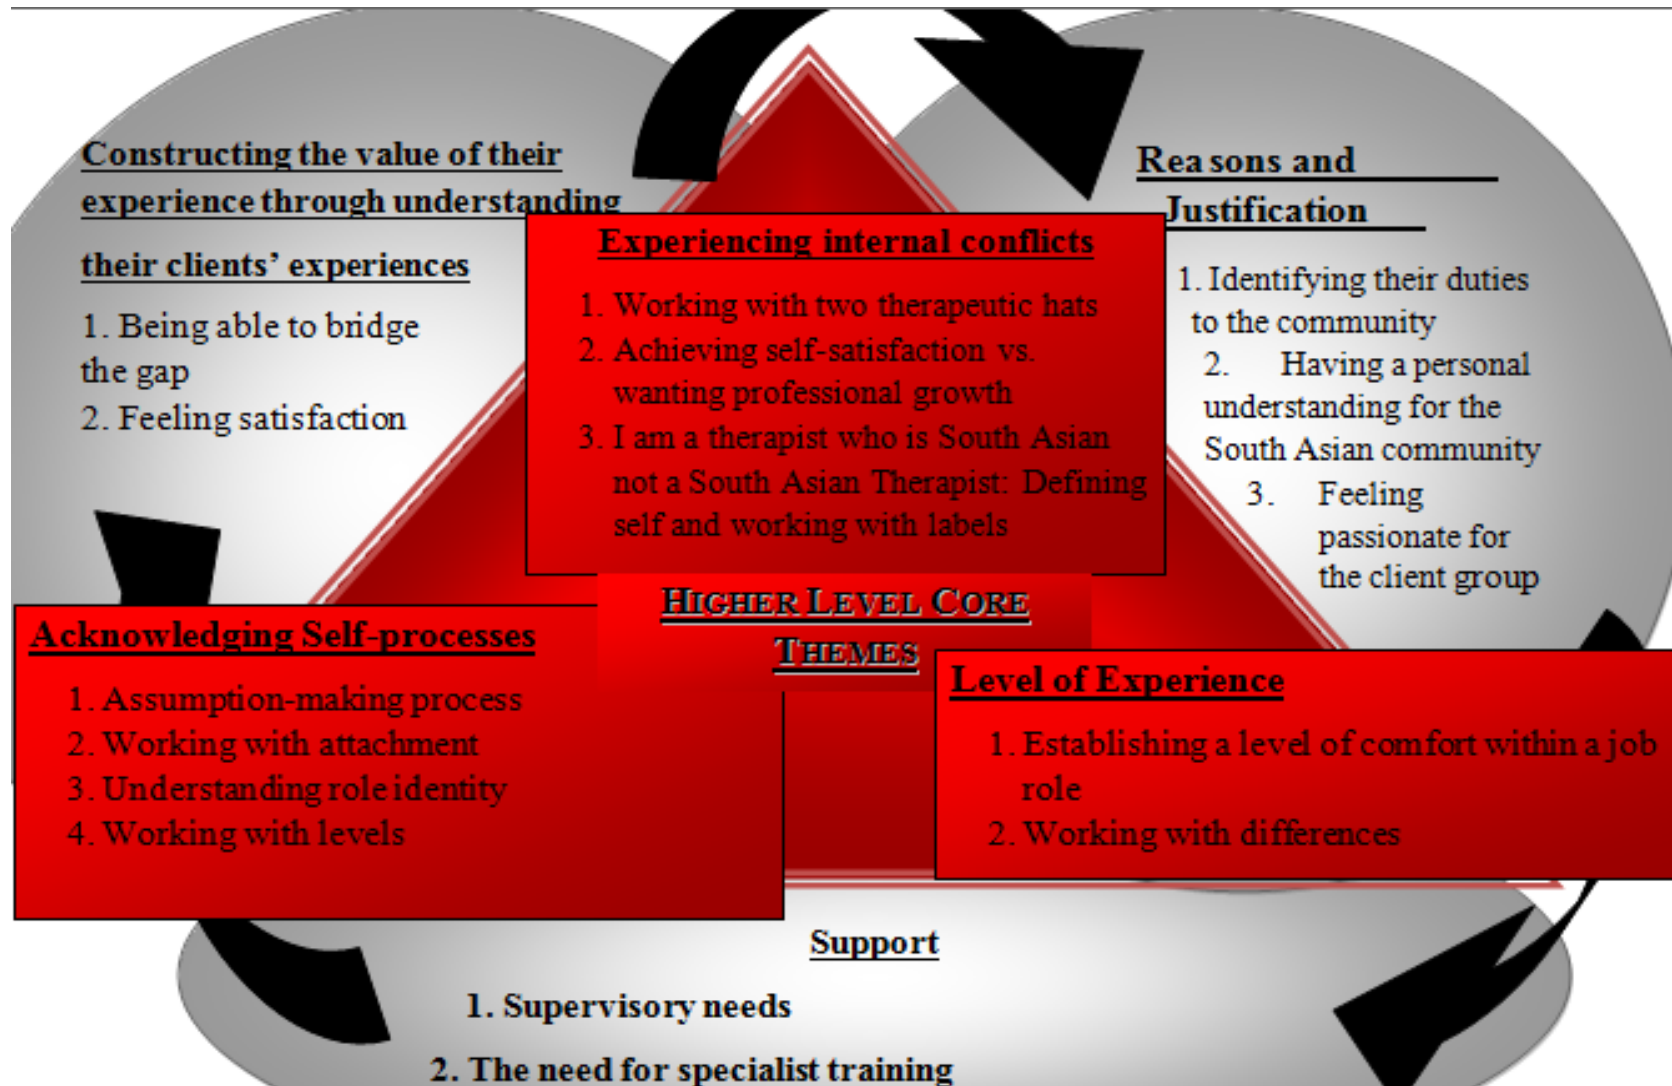 Constructing the value of their
experience through understanding
their clients’ experiences
1. Being able to bridge
the gap
2. Feeling satisfaction
Experiencing internal conflicts
1. Working with two therapeutic hats
2. Achieving self-satisfaction vs.
wanting professional growth
3. I am a therapist who is South Asian
not a South Asian Therapist: Defining
self and working with labels
Reasons and
Justification
1. Identifying their duties
to the community
2. Having a personal
understanding for the
South Asian community
3. Feeling
passionate for
the client group
HIGHER LEVEL CORE
THEMES
Acknowledging Self-processes
1. Assumption-making process
2. Working with attachment
3. Understanding role identity
4. Working with levels
Level of Experience
1. Establishing a level of comfort within a job
role
2. Working with differences
Support
1. Supervisory needs
2. The need for specialist training